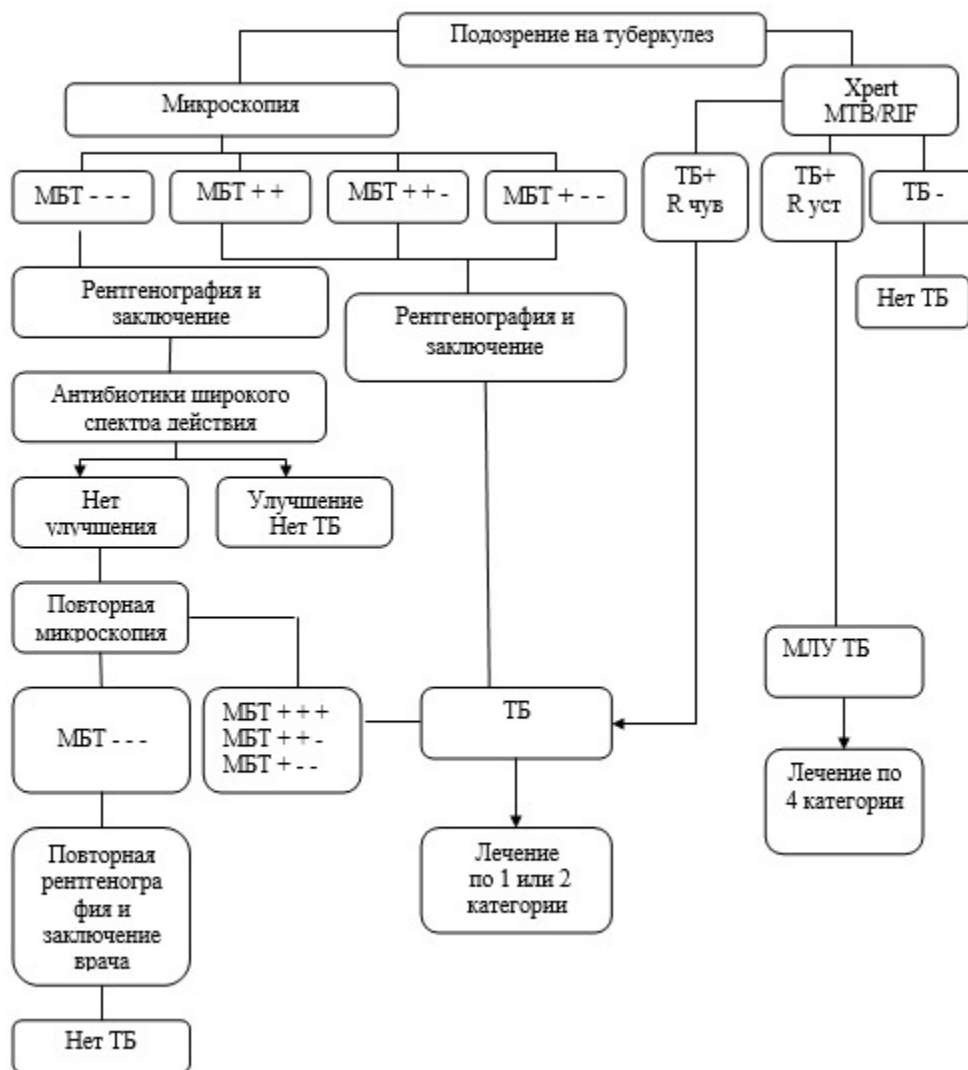 Подозрение на туберкулез
Микроскопия
Xpert
MTB/RIF
МБТ - - -
МБТ + +
МБТ + + -
МБТ + - -
ТБ+
R чув
ТБ+
R уст
ТБ -
Нет ТБ
Рентгенография и
заключение
Рентгенография и
заключение
Антибиотики широкого
спектра действия
Нет
улучшения
Улучшение
Нет ТБ
Повторная
микроскопия
МБТ - - -
МБТ + + +
МБТ + + -
МБТ + - -
ТБ
МЛУ ТБ
Лечение по
4 категории
Лечение
по 1 или 2
категории
Повторная
рентгеногра
фия и
заключение
врача
Нет ТБ